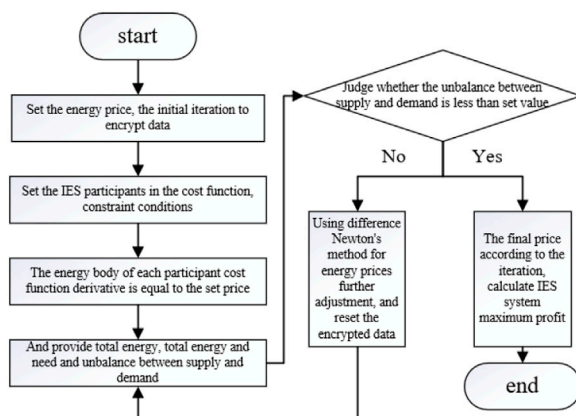 start
Set the energy price, the initial iteration to
encrypt data
Set the IES participants in the cost function,
constraint conditions
The energy body of each participant cost
function derivative is equal to the set price
And provide total energy, total energy and
need and unbalance between supply and
demand
Judge whether the unbalance between
supply and demand is less than set value
No
Yes
Using difference
Newton's
method for
energy prices
further
adjustment, and
reset the
encrypted data
The final price
according to the
iteration,
calculate IES
system
maximum profit
end